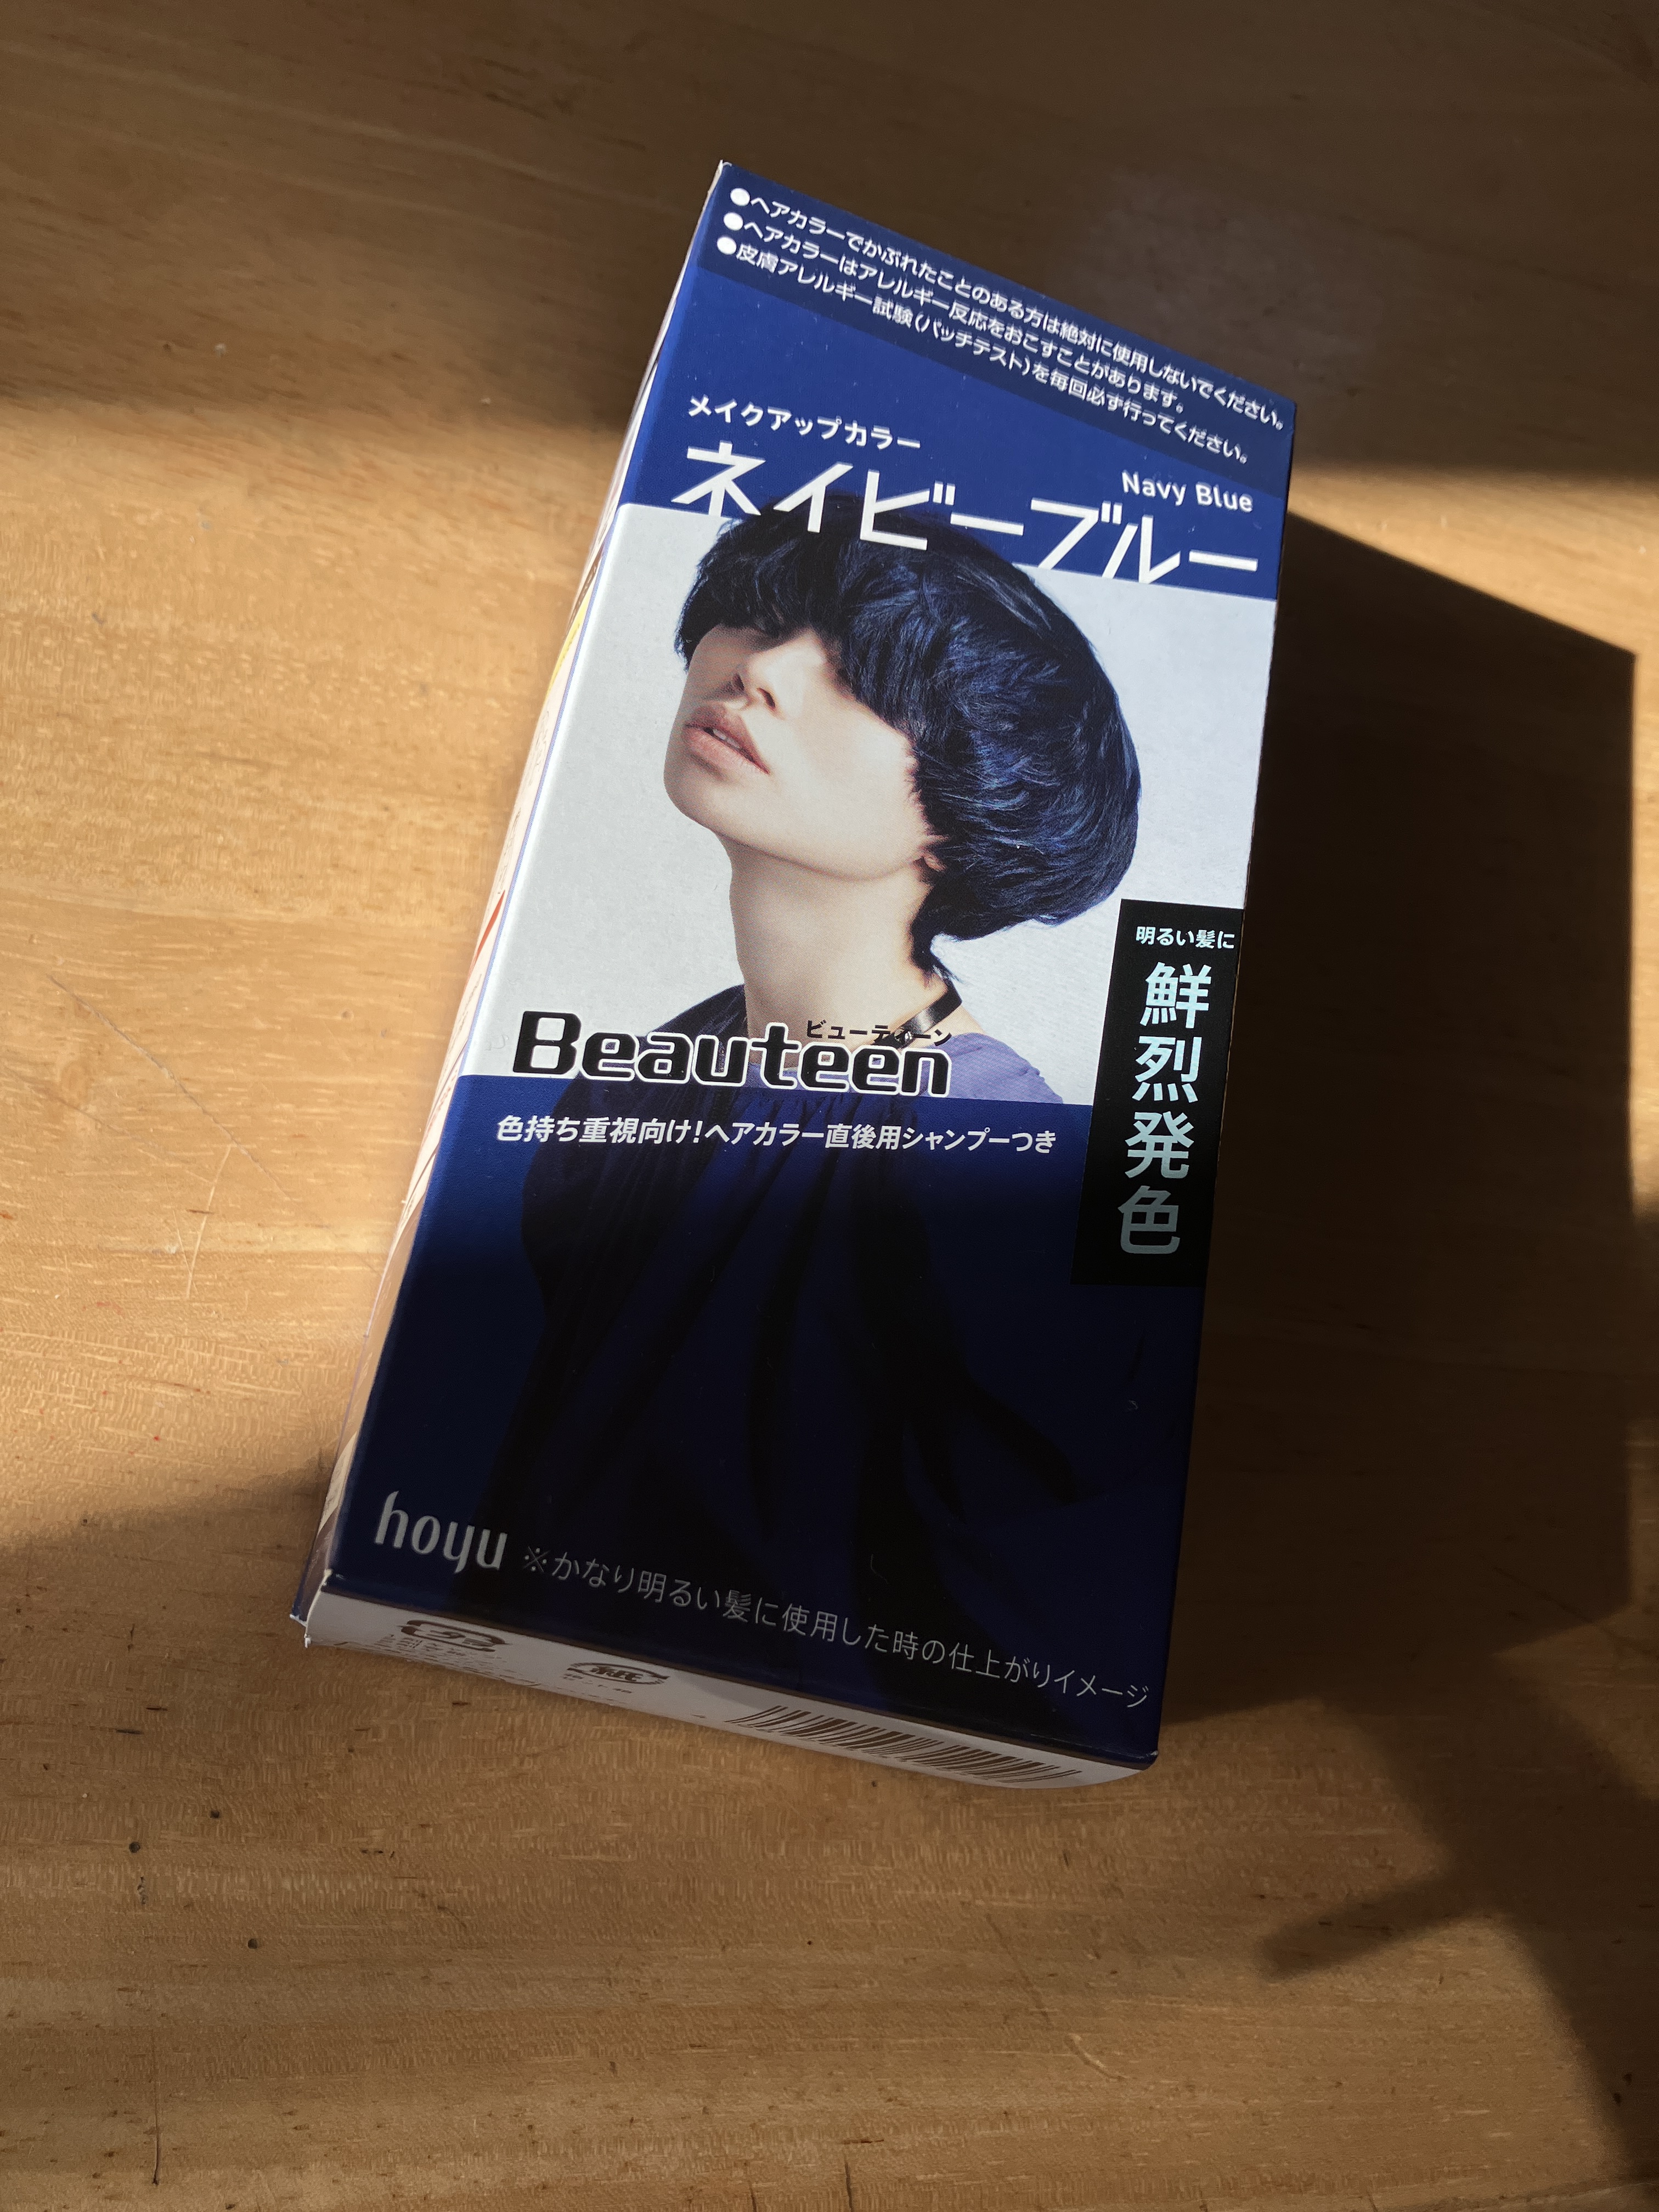 ●ヘアカラーでかぶれたことのある方は絶対に使用しないでください。
●ヘアカラーはアレルギー反応をおこすことがあります。
●皮膚アレルギー試験(パッチテスト)を毎回必ず行ってください。
メイクアップカラー
Navy Blue
ネイビーブルー
明るい髪に
鮮烈発色
ビューティーン
Beauteen
色持ち重視向け!ヘアカラー直後用シャンプーつき
hoyu
※かなり明るい髪に使用した時の仕上がりイメージ
紙